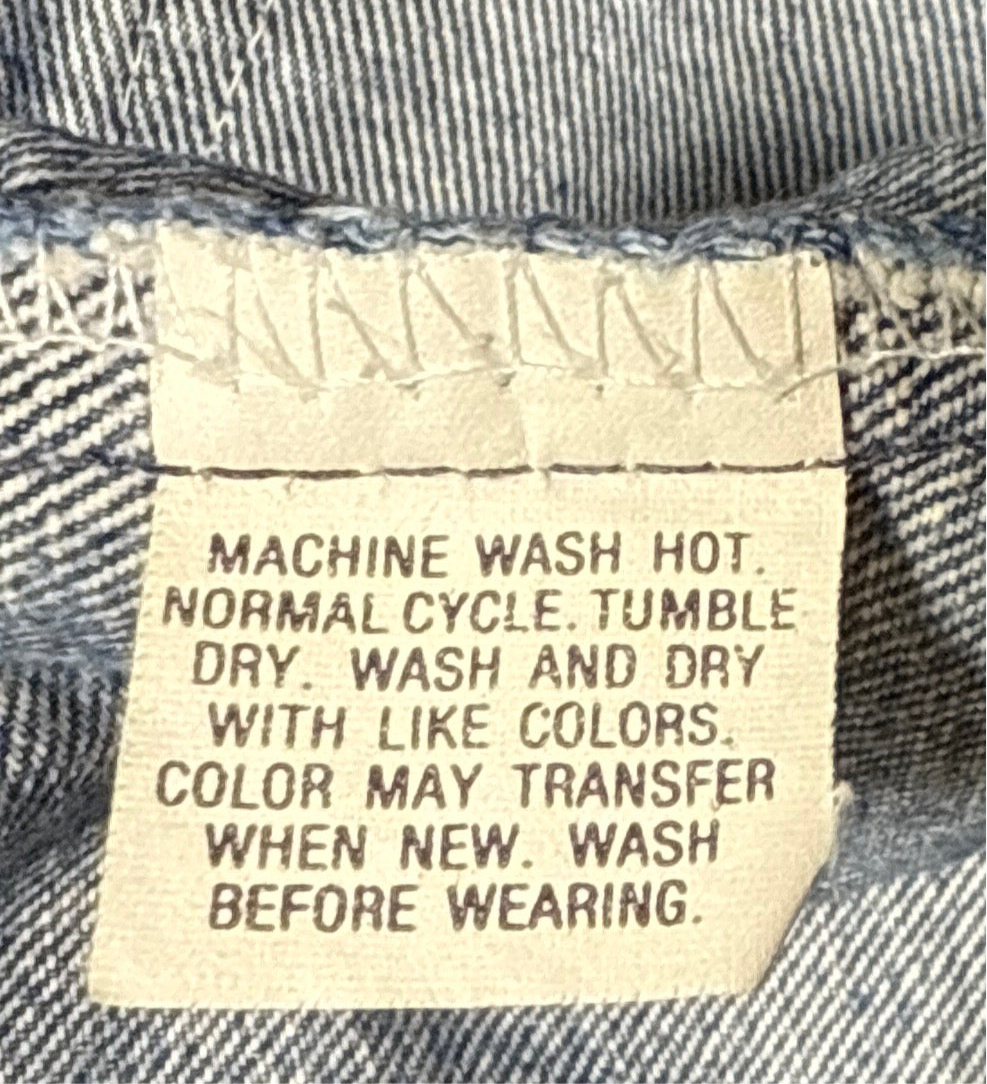 MACHINE WASH HOT.
NORMAL CYCLE. TUMBLE
DRY. WASH AND DRY
WITH LIKE COLORS.
COLOR MAY TRANSFER
WHEN NEW. WASH
BEFORE WEARING.